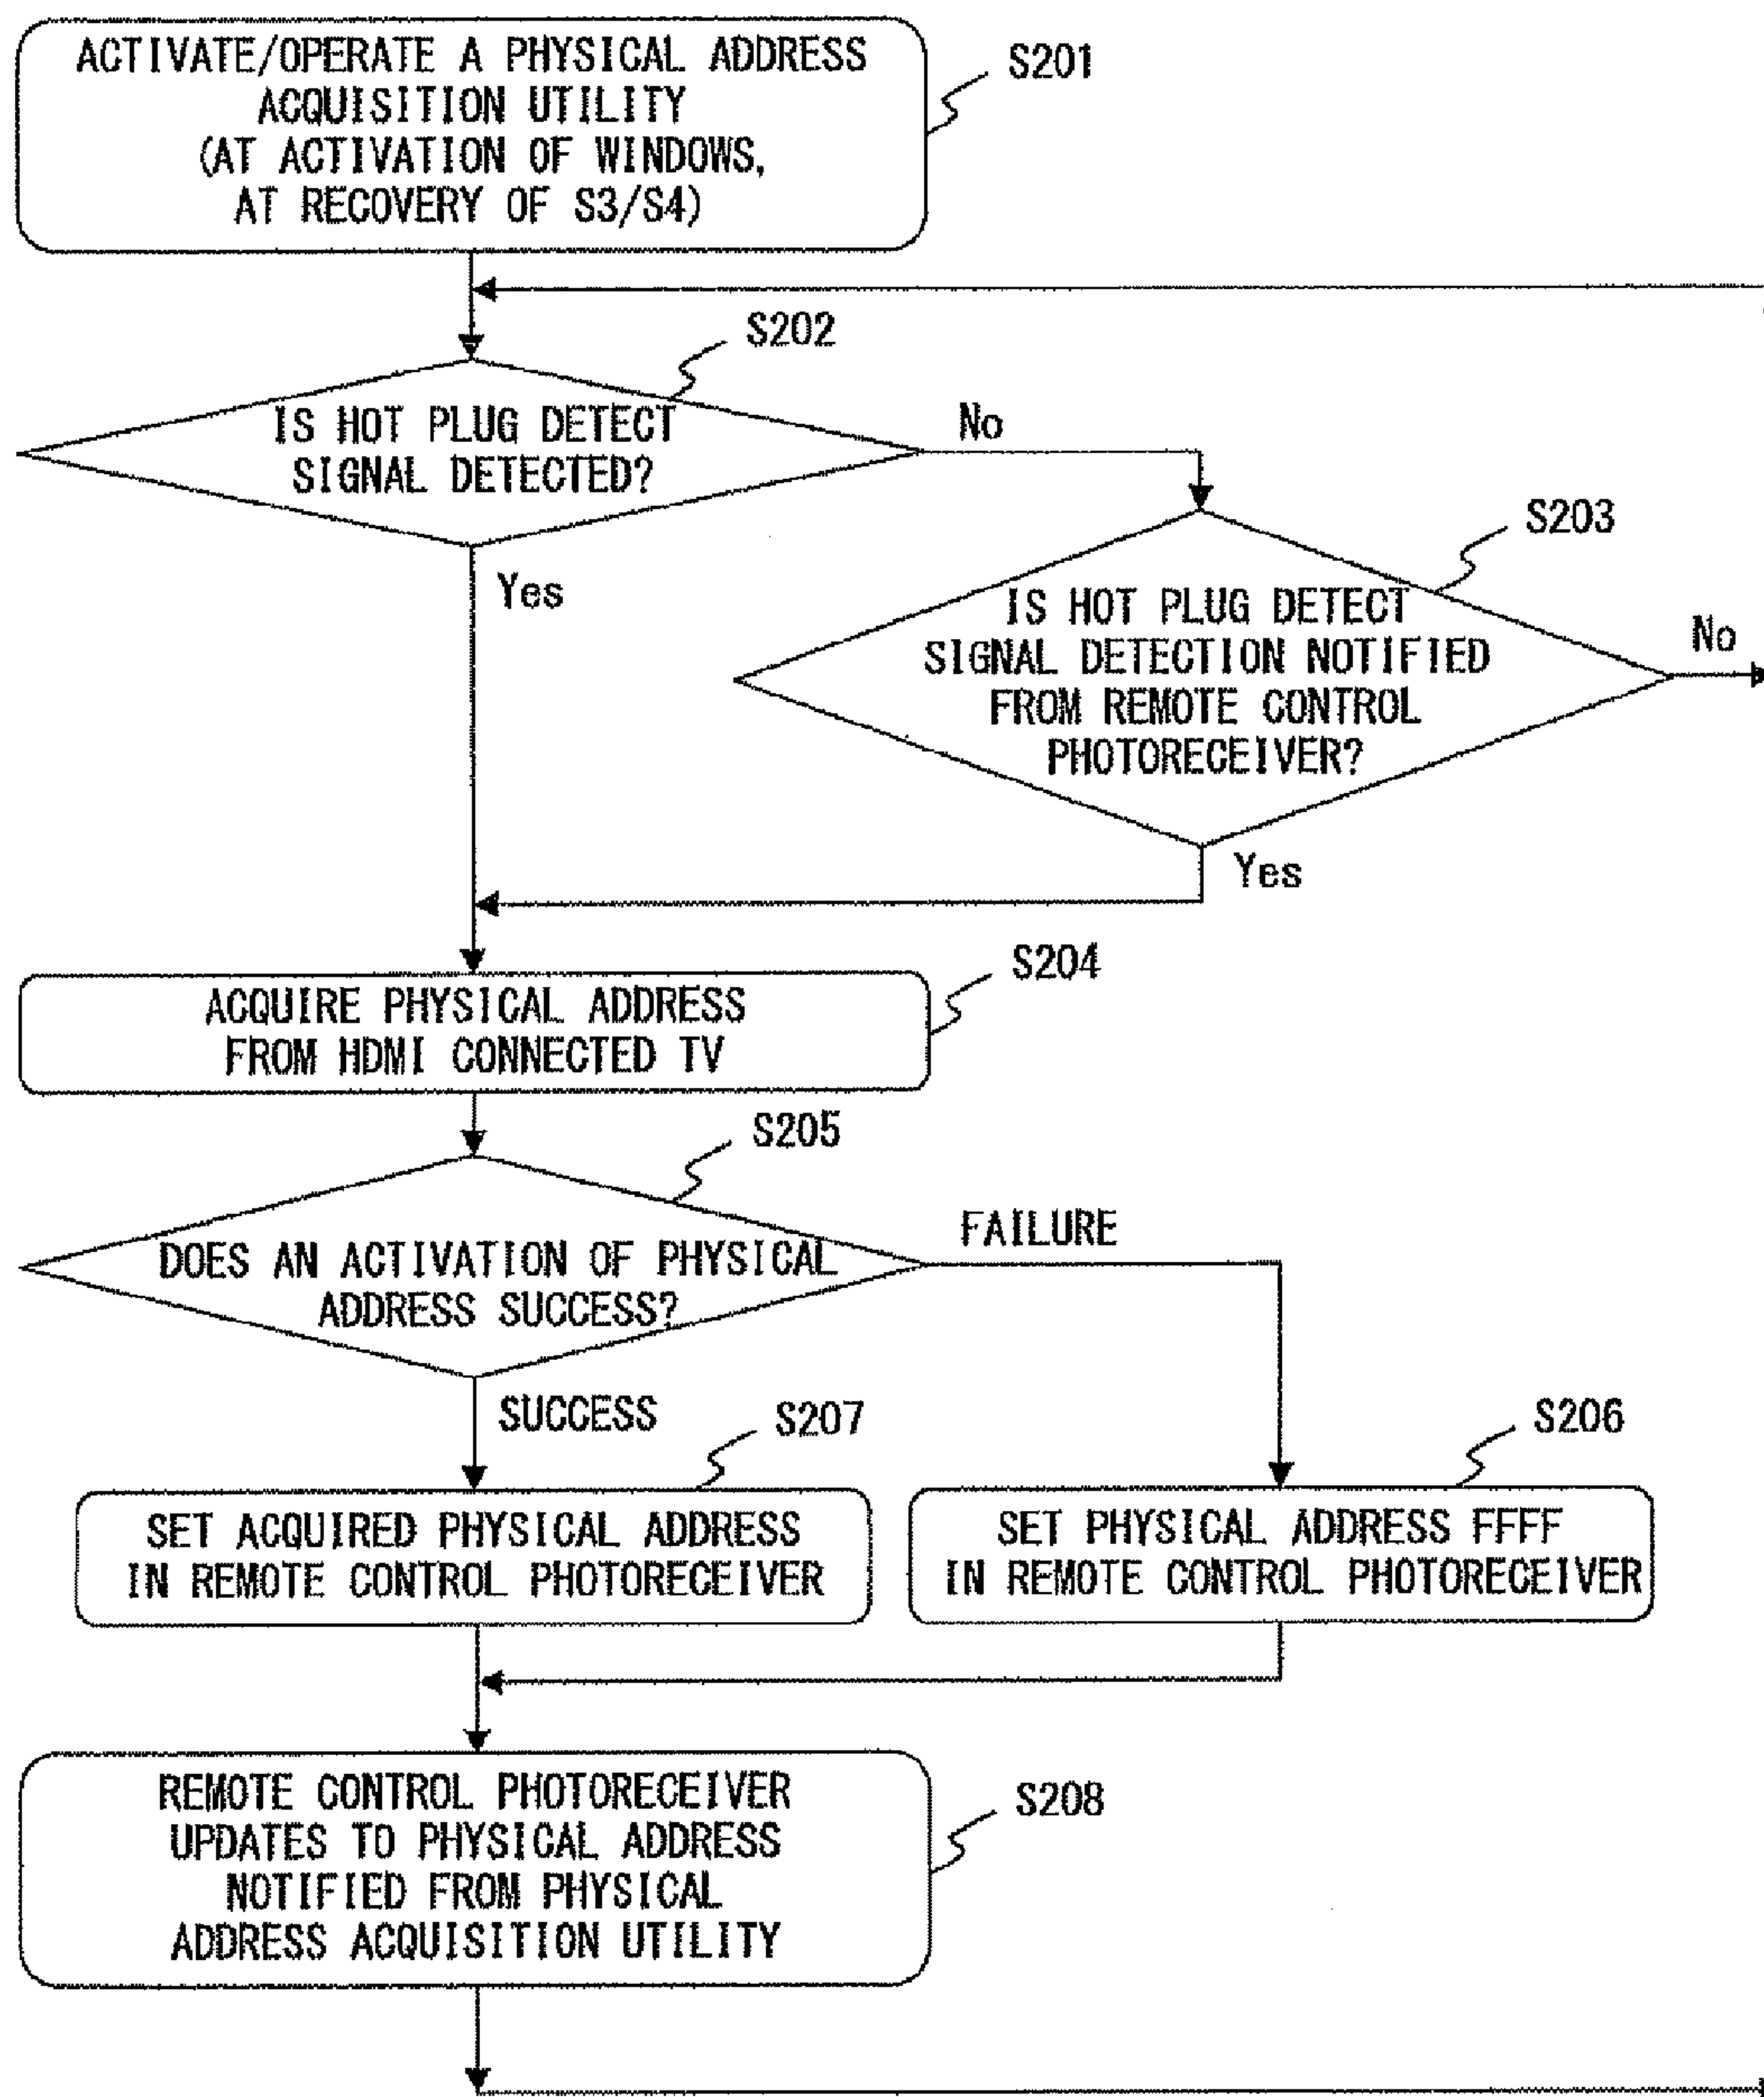 ACTIVATE/OPERATE A PHYSICAL ADDRESS
ACQUISITION UTILITY
(AT ACTIVATION OF WINDOWS,
AT RECOVERY OF S3/S4)
S201
S202
IS HOT PLUG DETECT
SIGNAL DETECTED?
No
Yes
S203
IS HOT PLUG DETECT
SIGNAL DETECTION NOTIFIED
FROM REMOTE CONTROL
PHOTORECEIVER?
No
Yes
S204
ACQUIRE PHYSICAL ADDRESS
FROM HDMI CONNECTED TV
S205
DOES AN ACTIVATION OF PHYSICAL
ADDRESS SUCCESS?
FAILURE
SUCCESS
S207
SET ACQUIRED PHYSICAL ADDRESS
IN REMOTE CONTROL PHOTORECEIVER
S206
SET PHYSICAL ADDRESS FFFF
IN REMOTE CONTROL PHOTORECEIVER
REMOTE CONTROL PHOTORECEIVER
UPDATES TO PHYSICAL ADDRESS
NOTIFIED FROM PHYSICAL
ADDRESS ACQUISITION UTILITY
S208